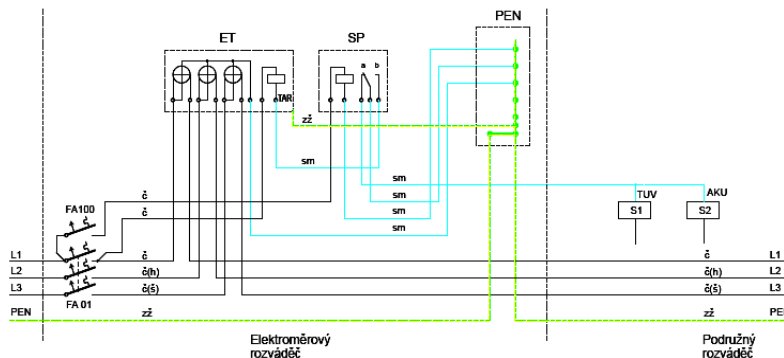 PEN
ET
SP
a b
TAR
zž
sm
sm
TUV
AKU
č
sm
S1
S2
FA100
č
sm
sm
L1
č
č
L1
L2
č(h)
č(h)
L2
L3
č(š)
č(š)
L3
FA 01
PEN
zž
zž
PEN
Elektroměrový
rozváděč
Podružný
rozváděč